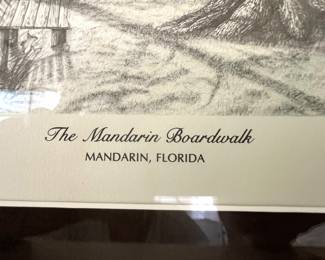 The Mandarin Boardwalk
MANDARIN, FLORIDA